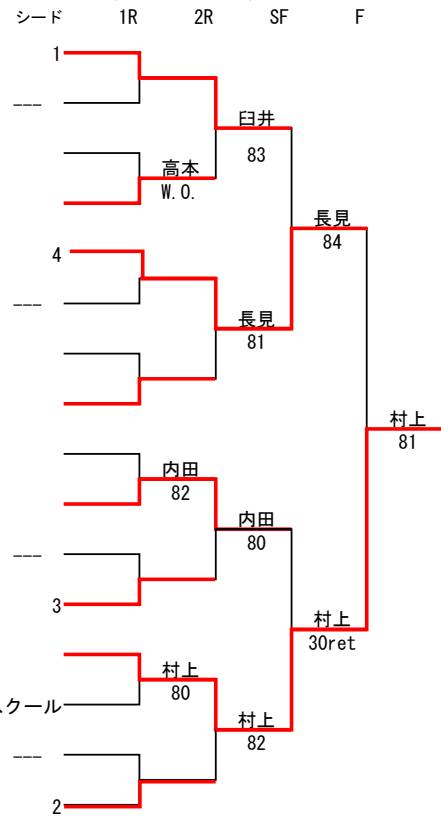 シード 1R 2R SF F
1
臼井
---
83
高本
W.O.
長見
84
4
---
長見
81
村上
81
内田
82
内田
80
---
3
村上
30ret
村上
80
スクール
村上
82
---
2